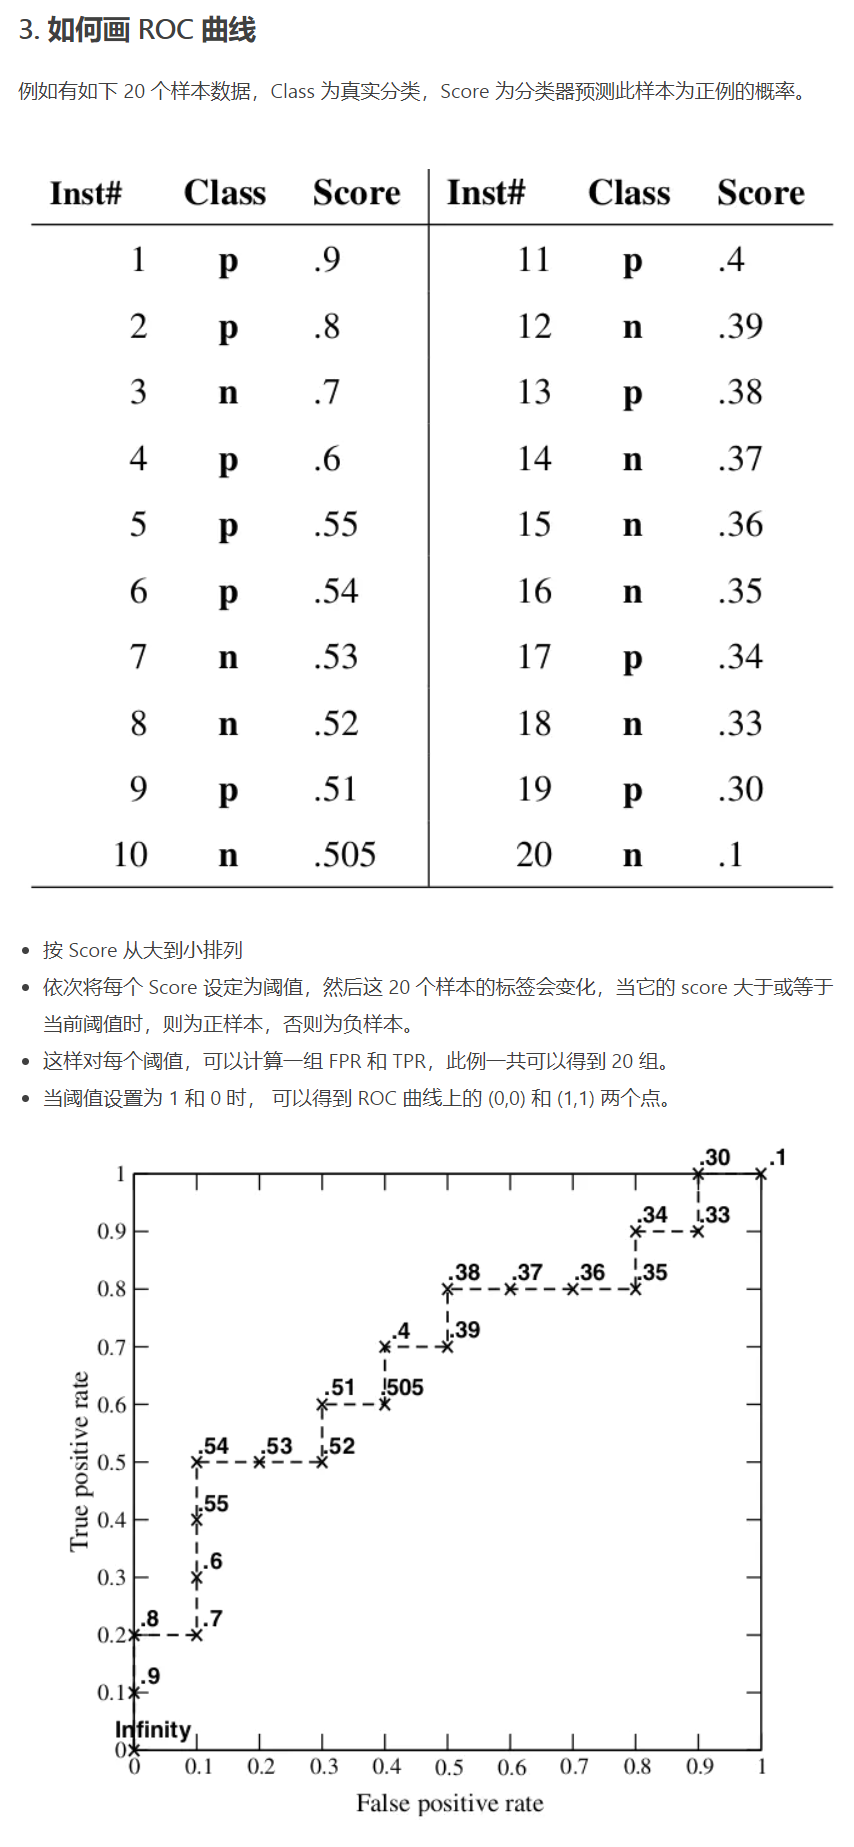 3. 如何画 ROC 曲线
例如有如下 20 个样本数据，Class 为真实分类，Score 为分类器预测此样本为正例的概率。
Inst# Class Score Inst# Class Score
1 p .9 11 p .4
2 p .8 12 n .39
3 n .7 13 p .38
4 p .6 14 n .37
5 p .55 15 n .36
6 p .54 16 n .35
7 n .53 17 p .34
8 n .52 18 n .33
9 p .51 19 p .30
10 n .505 20 n .1
• 按 Score 从大到小排列
• 依次将每个 Score 设定为阈值，然后这 20 个样本的标签会变化，当它的 score 大于或等于
当前阈值时，则为正样本，否则为负样本。
• 这样对每个阈值，可以计算一组 FPR 和 TPR，此例一共可以得到 20 组。
• 当阈值设置为 1 和 0 时， 可以得到 ROC 曲线上的 (0,0) 和 (1,1) 两个点。
.30 .1
1
.34 .33
0.9
.38 .37 .36 .35
0.8
.4 .39
0.7
.51 .505
0.6
.54 .53 .52
0.5
.55
0.4
.6
0.3
.8 .7
0.2
.9
0.1
Infinity
0
0 0.1 0.2 0.3 0.4 0.5 0.6 0.7 0.8 0.9 1
True positive rate
False positive rate